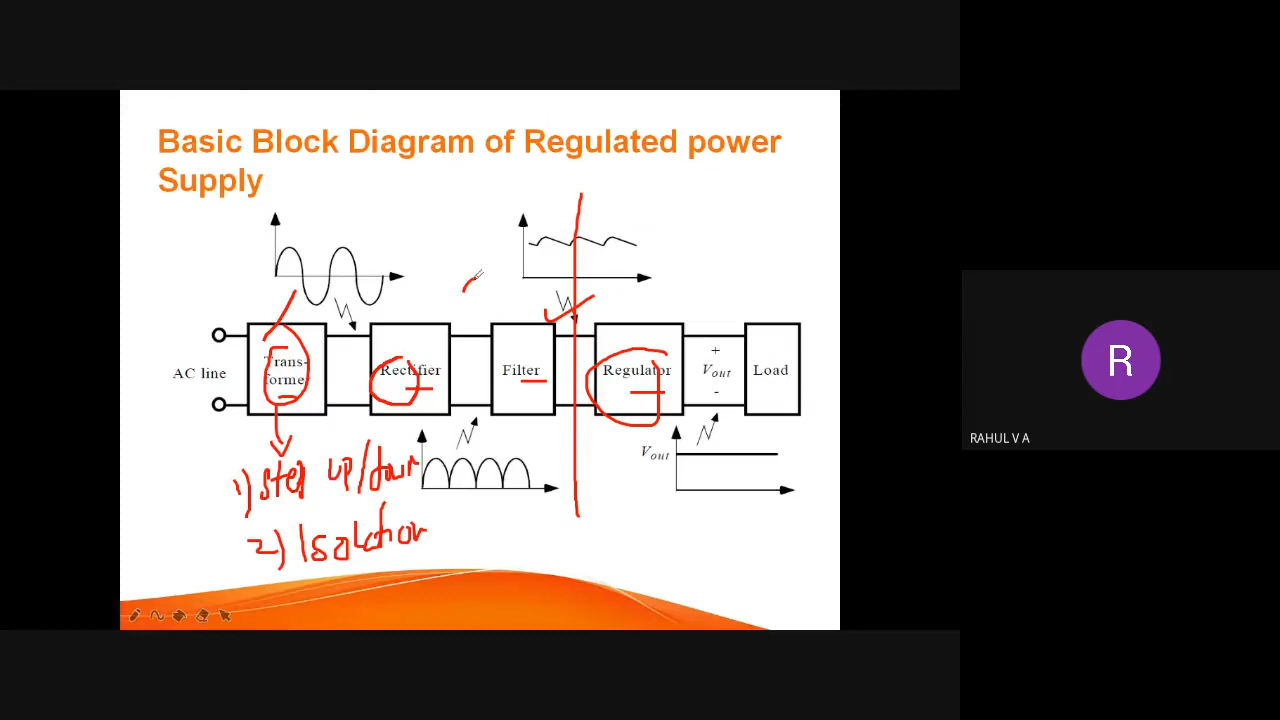 Basic Block Diagram of Regulated power
Supply
AC line
Trans-
former
Rectifier
Filter
Regulator
+
Vout
-
Load
Vout
1) Step up/down
2) Isolation
R
RAHUL V A